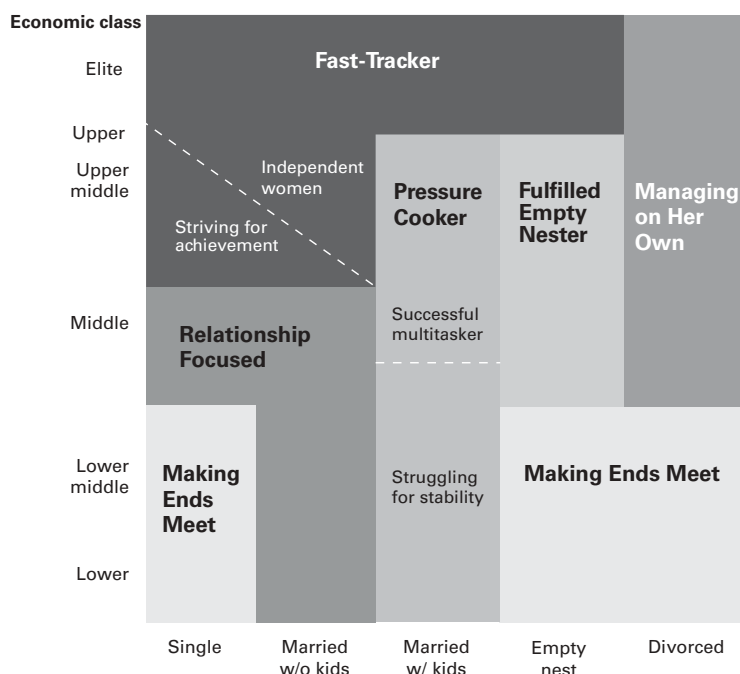 Economic class
Fast-Tracker
Elite
Upper
Upper
middle
Independent
women
Striving for
achievement
Pressure
Cooker
Fulfilled
Empty
Nester
Managing
on Her
Own
Middle
Relationship
Focused
Successful
multitasker
Lower
middle
Making
Ends
Meet
Struggling
for stability
Making Ends Meet
Lower
Single
Married
w/o kids
Married
w/ kids
Empty
nest
Divorced